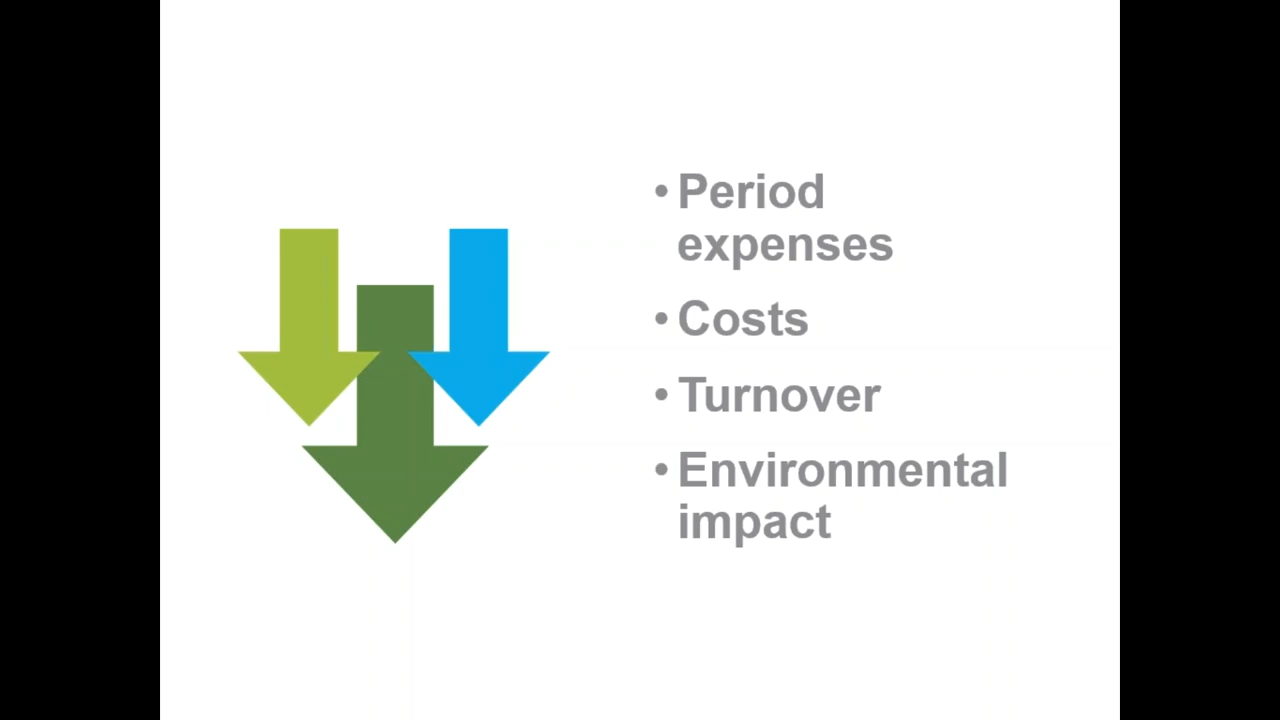 • Period
expenses
• Costs
• Turnover
• Environmental
impact